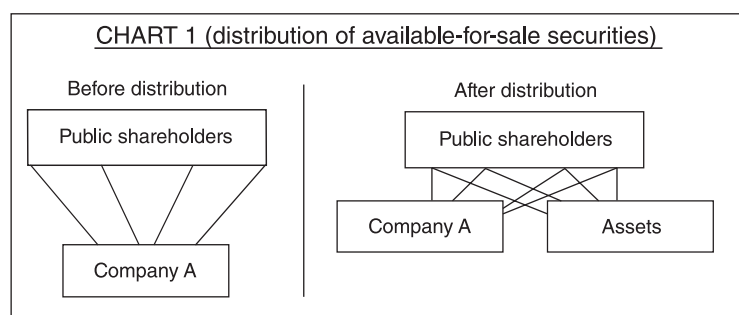 CHART 1 (distribution of available-for-sale securities)
Before distribution
Public shareholders
Company A
After distribution
Public shareholders
Company A
Assets